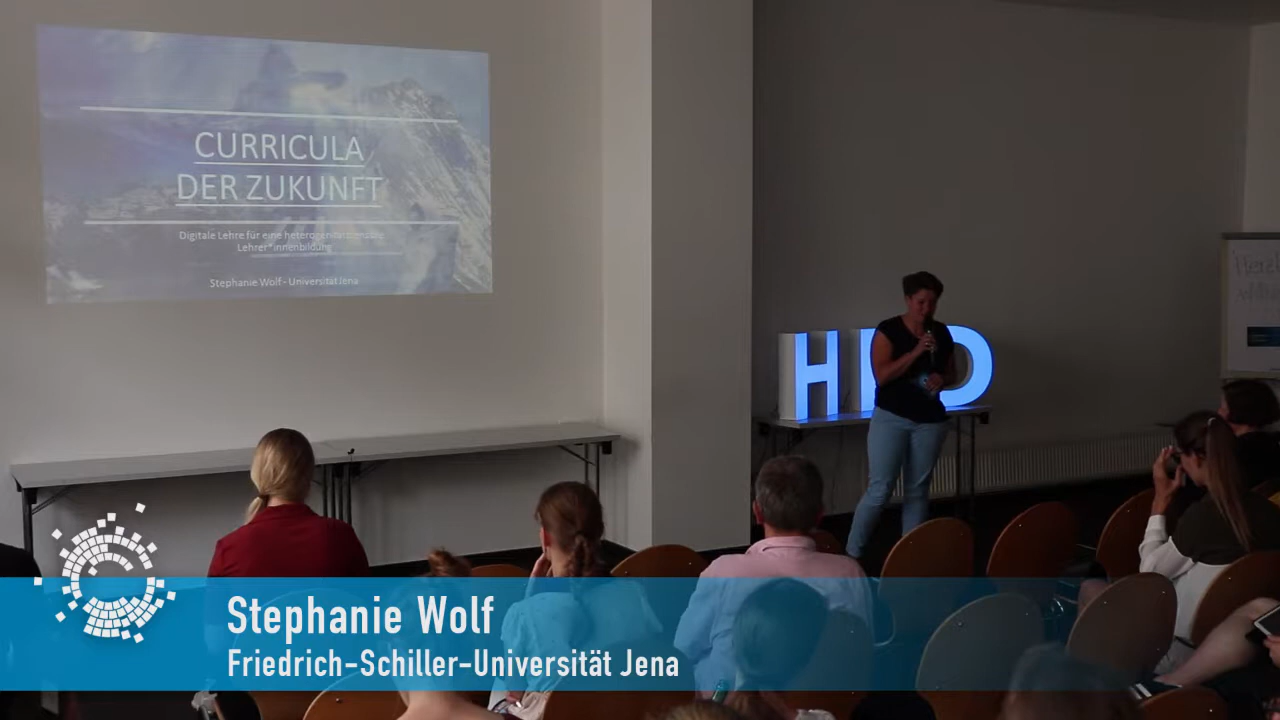 CURRICULA
DER ZUKUNFT
Digitale Lehre für eine heterogenitätssensible
Lehrer*innenbildung
Stephanie Wolf - Universität Jena
H D
Stephanie Wolf
Friedrich-Schiller-Universität Jena